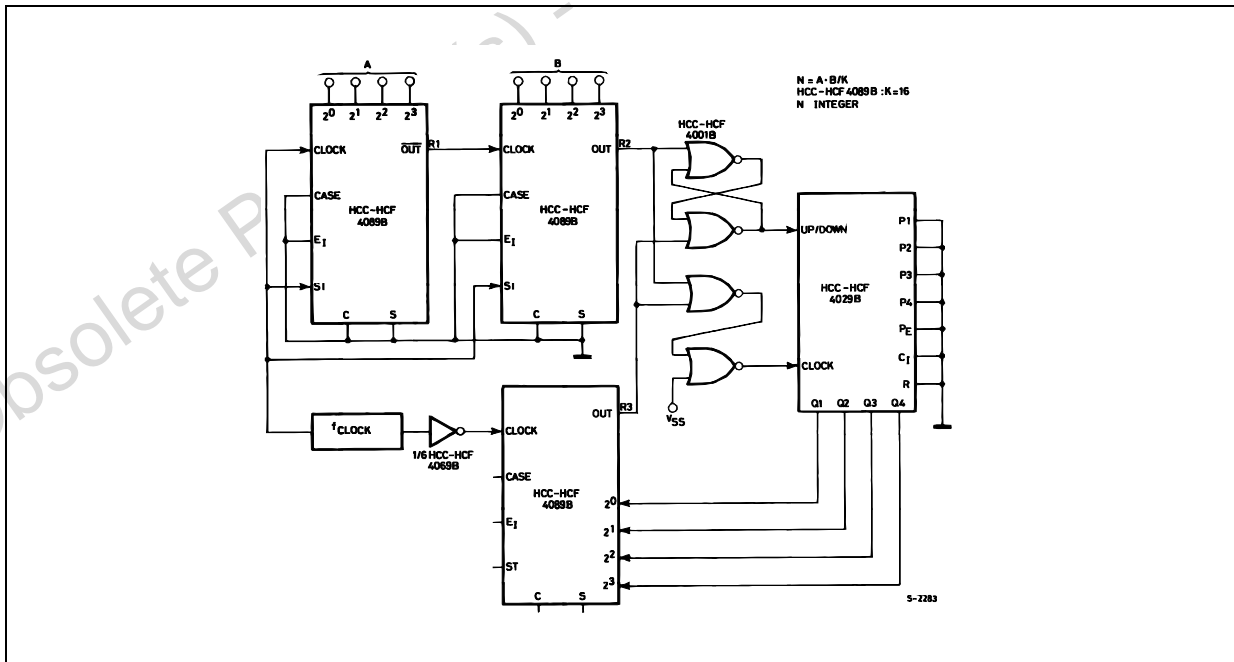 A
B
2⁰ 2¹ 2² 2³
2⁰ 2¹ 2² 2³
N = A·B/K
HCC-HCF 4089B :K=16
N INTEGER
HCC-HCF
4001B
CLOCK
OUT R1
CLOCK
OUT R2
CASE
CASE
HCC-HCF
4089B
HCC-HCF
4089B
EI
EI
SI
SI
C S
C S
UP/DOWN
P1
P2
P3
HCC-HCF
4029B
P4
PE
CI
CLOCK
R
Q1 Q2 Q3 Q4
VSS
fCLOCK
1/6 HCC-HCF
4069B
OUT R3
CLOCK
CASE
HCC-HCF
4089B
EI
ST
2⁰
2¹
2²
2³
C S
S-2283
Obsolete P
s) -